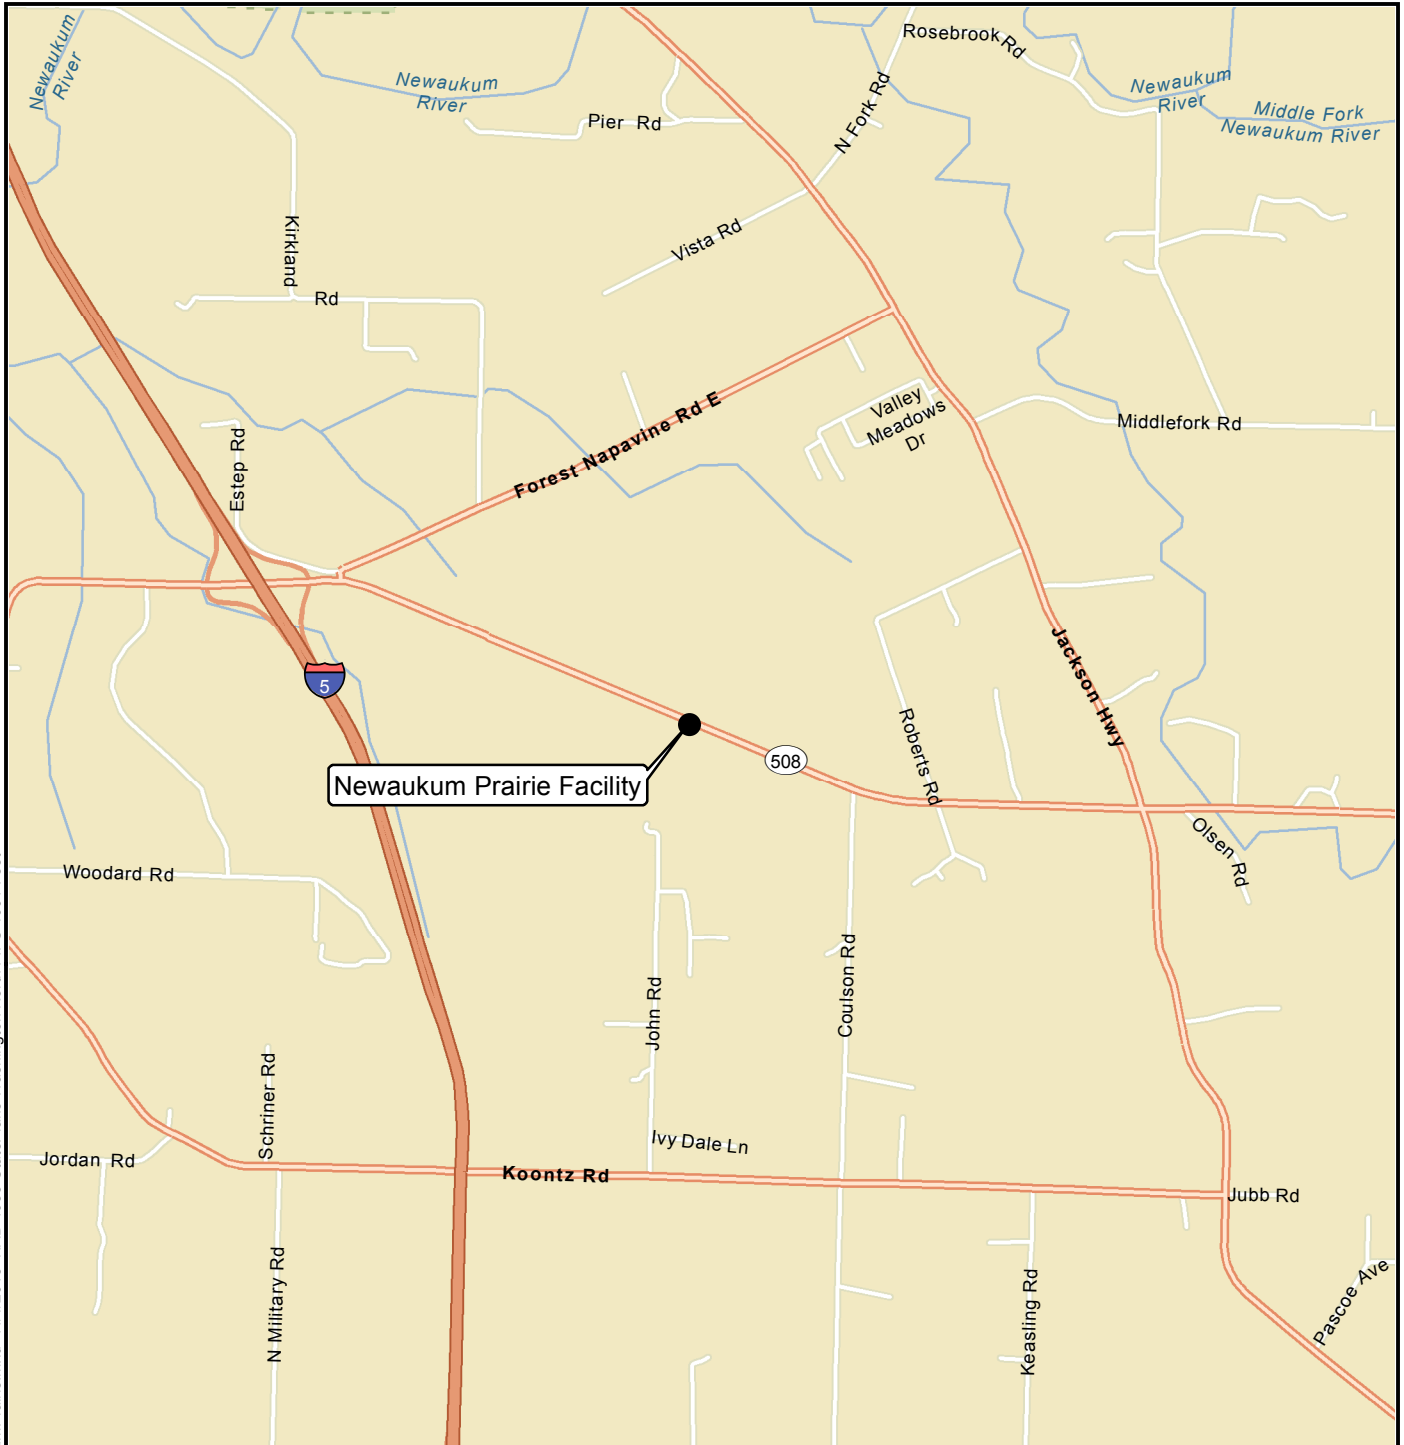 Newaukum
River
Newaukum
River
Rosebrook Rd
Newaukum
River
Middle Fork
Newaukum River
Pier Rd
N Fork Rd
Kirkland
Rd
Vista Rd
Valley
Meadows
Dr
Middlefork Rd
Forest Napavine Rd E
Estep Rd
5
Jackson Hwy
Roberts Rd
508
Newaukum Prairie Facility
Olsen Rd
Woodard Rd
Coulson Rd
John Rd
Schriner Rd
Ivy Dale Ln
Jordan Rd
Koontz Rd
Jubb Rd
N Military Rd
Keasling Rd
Pascoe Ave